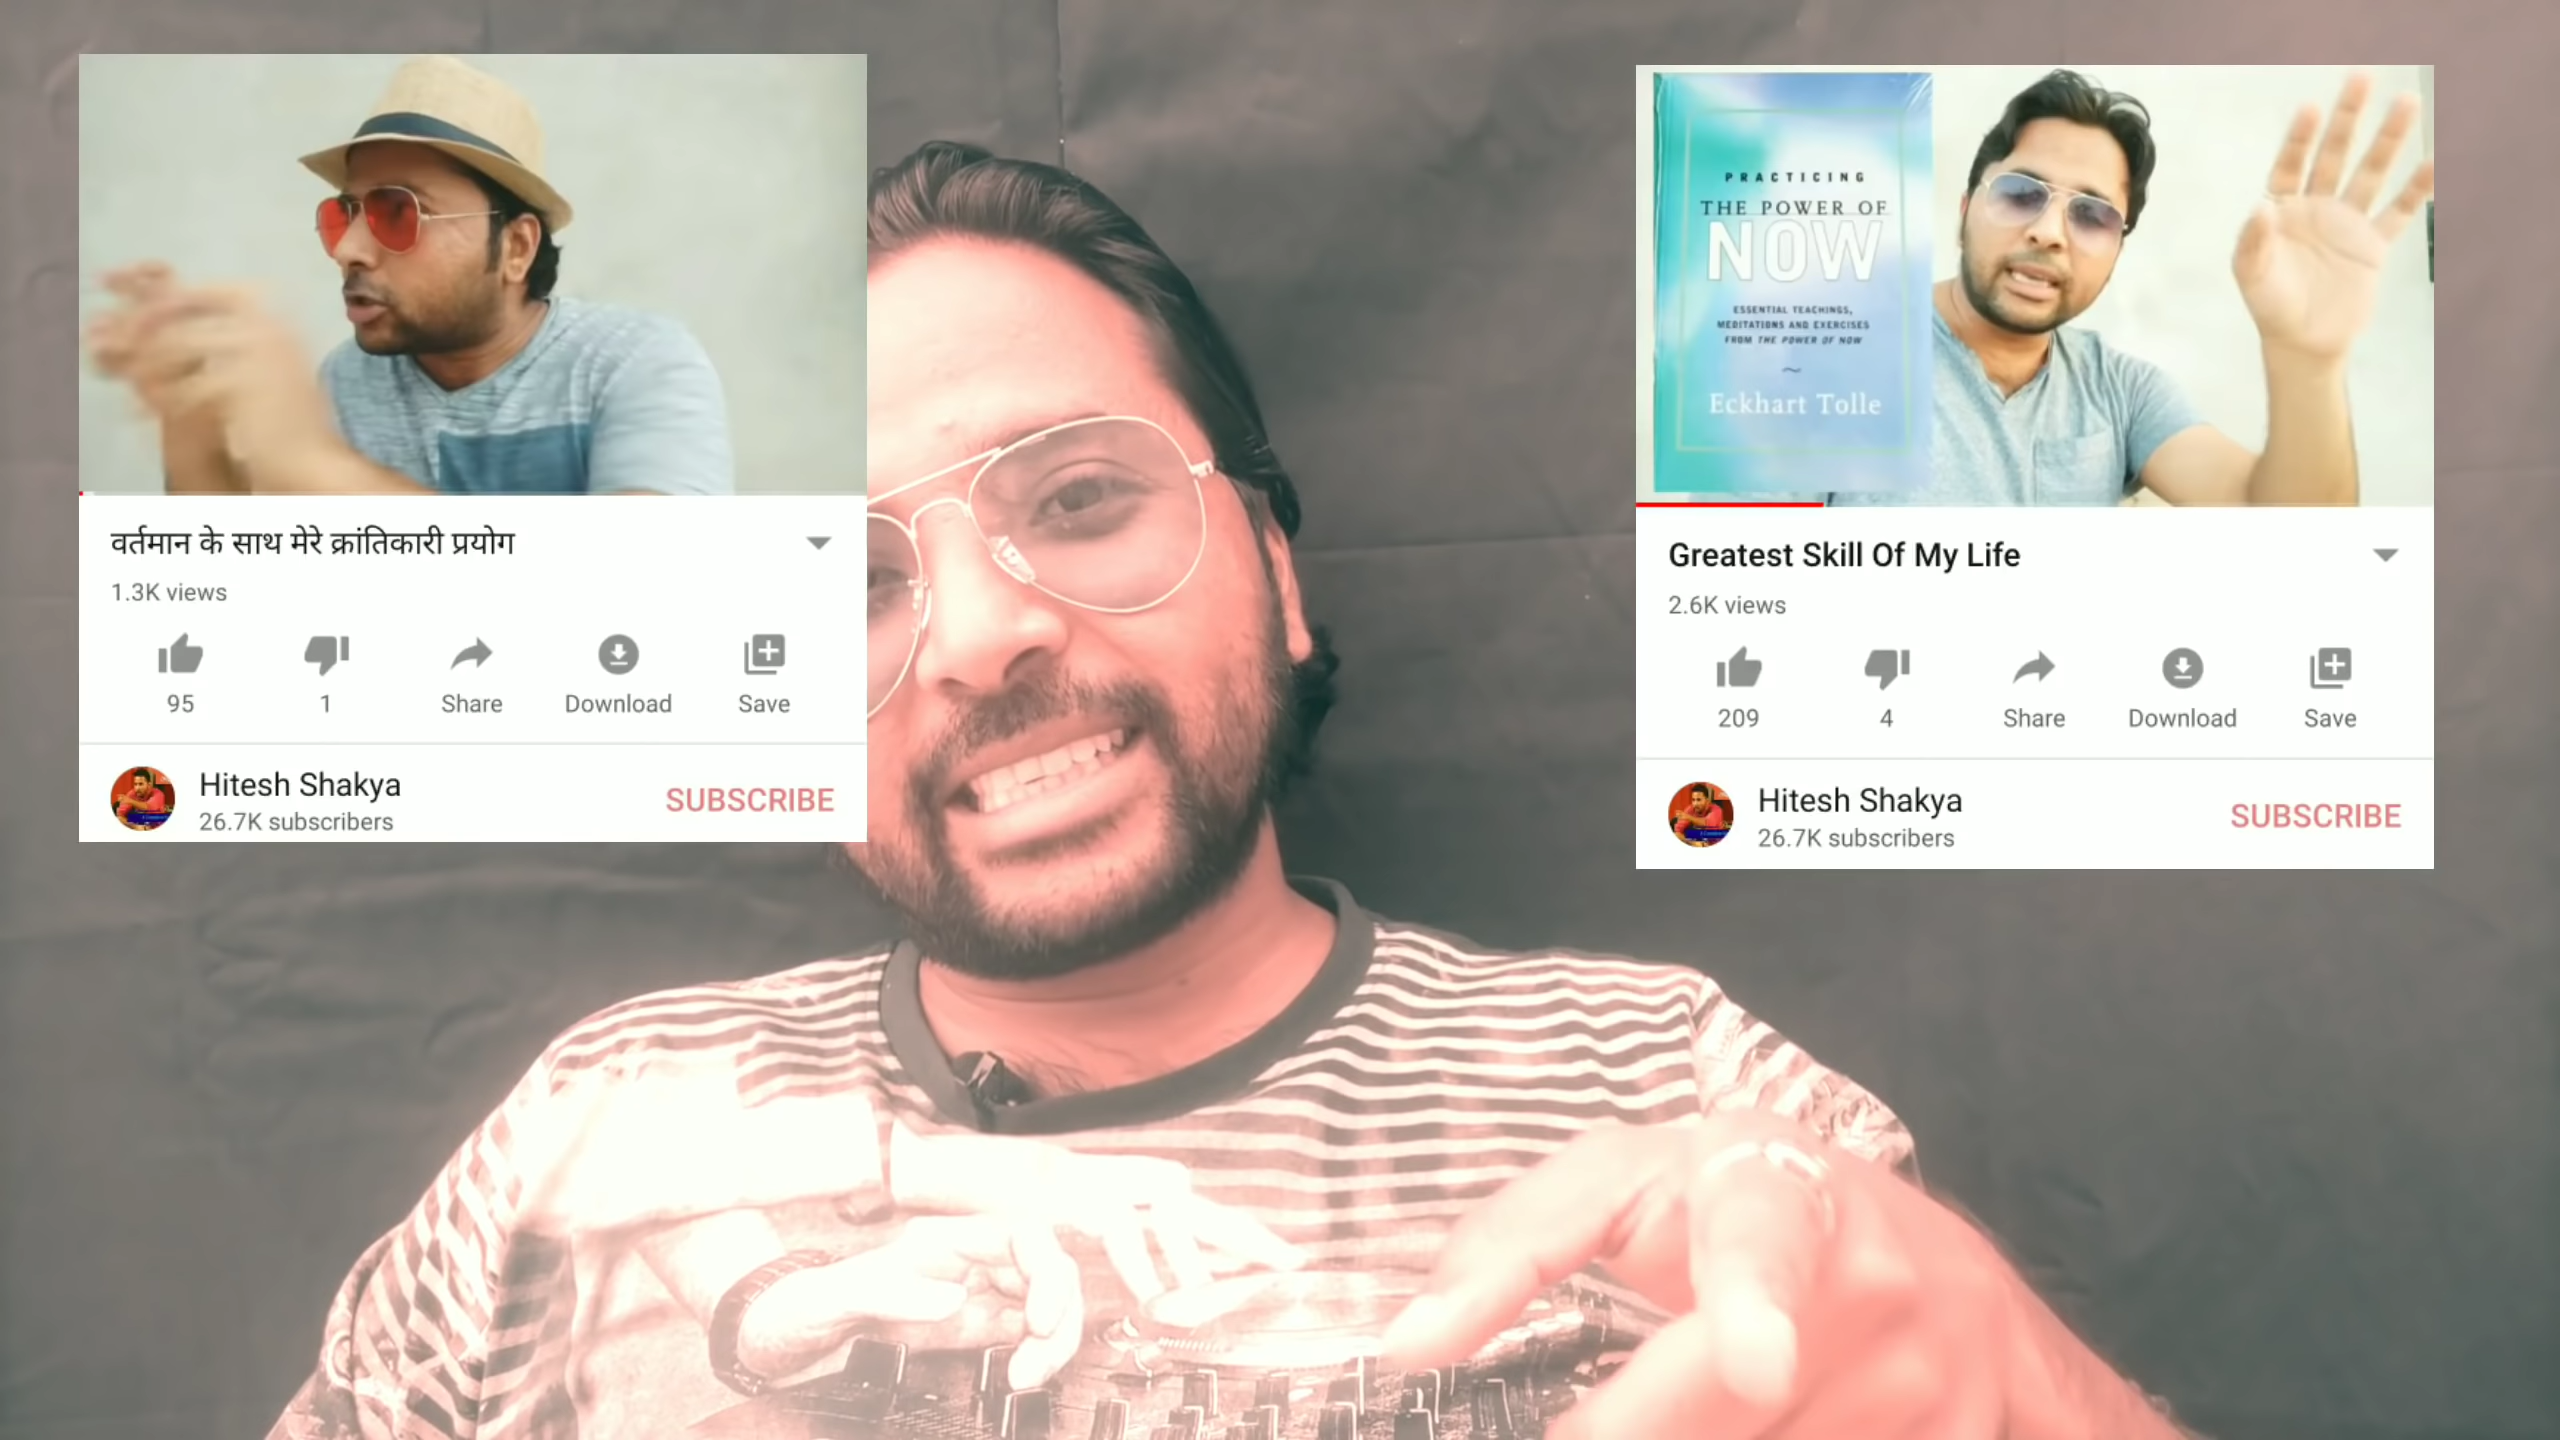 वर्तमान के साथ मेरे क्रांतिकारी प्रयोग
1.3K views
95
1
Share
Download
Save
Hitesh Shakya
26.7K subscribers
SUBSCRIBE
PRACTICING
THE POWER OF
NOW
ESSENTIAL TEACHINGS,
MEDITATIONS AND EXERCISES
FROM THE POWER OF NOW
Eckhart Tolle
Greatest Skill Of My Life
2.6K views
209
4
Share
Download
Save
Hitesh Shakya
26.7K subscribers
SUBSCRIBE